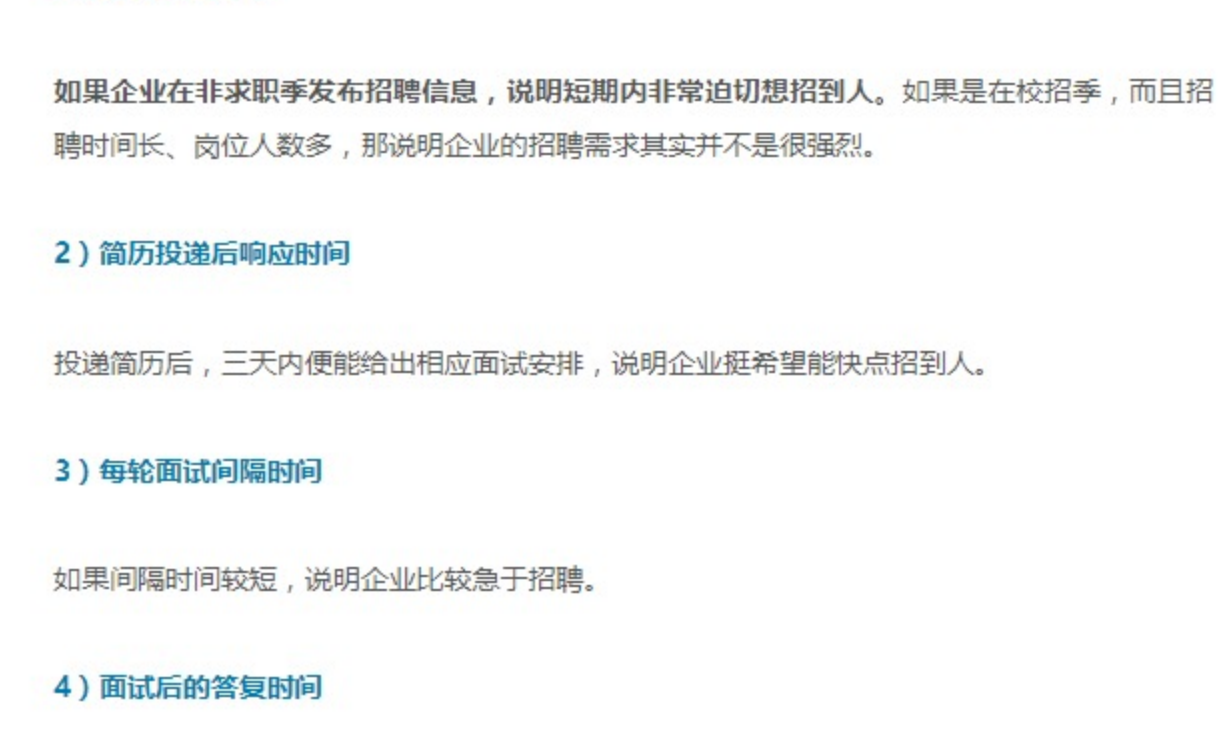 如果企业在非求职季发布招聘信息，说明短期内非常迫切想招到人。如果是在校招季，而且招
聘时间长、岗位人数多，那说明企业的招聘需求其实并不是很强烈。
2）简历投递后响应时间
投递简历后，三天内便能给出相应面试安排，说明企业挺希望能快点招到人。
3）每轮面试间隔时间
如果间隔时间较短，说明企业比较急于招聘。
4）面试后的答复时间